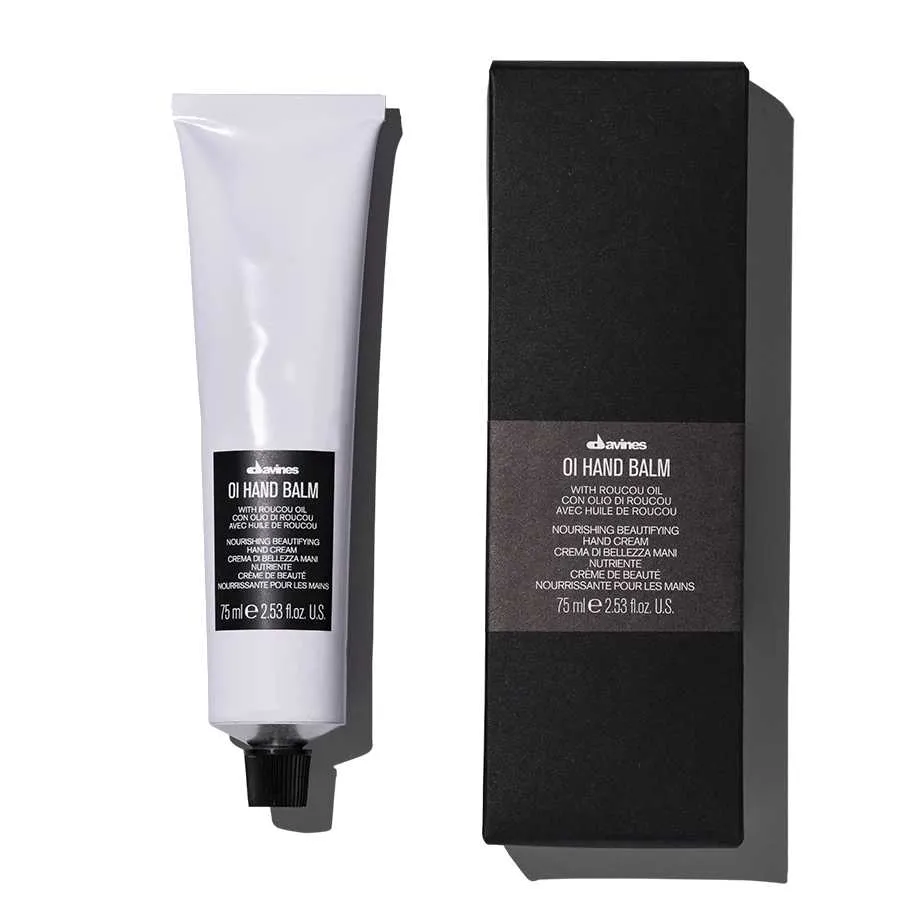 davines
OI HAND BALM
WITH ROUCOU OIL
CON OLIO DI ROUCOU
AVEC HUILE DE ROUCOU
NOURISHING BEAUTIFYING
HAND CREAM
CREMA DI BELLEZZA MANI
NUTRIENTE
CRÈME DE BEAUTÉ
NOURRISSANTE POUR LES MAINS
75 ml ℮ 2.53 fl.oz. U.S.
davines
OI HAND BALM
WITH ROUCOU OIL
CON OLIO DI ROUCOU
AVEC HUILE DE ROUCOU
NOURISHING BEAUTIFYING
HAND CREAM
CREMA DI BELLEZZA MANI
NUTRIENTE
CRÈME DE BEAUTÉ
NOURRISSANTE POUR LES MAINS
75 ml ℮ 2.53 fl.oz. U.S.